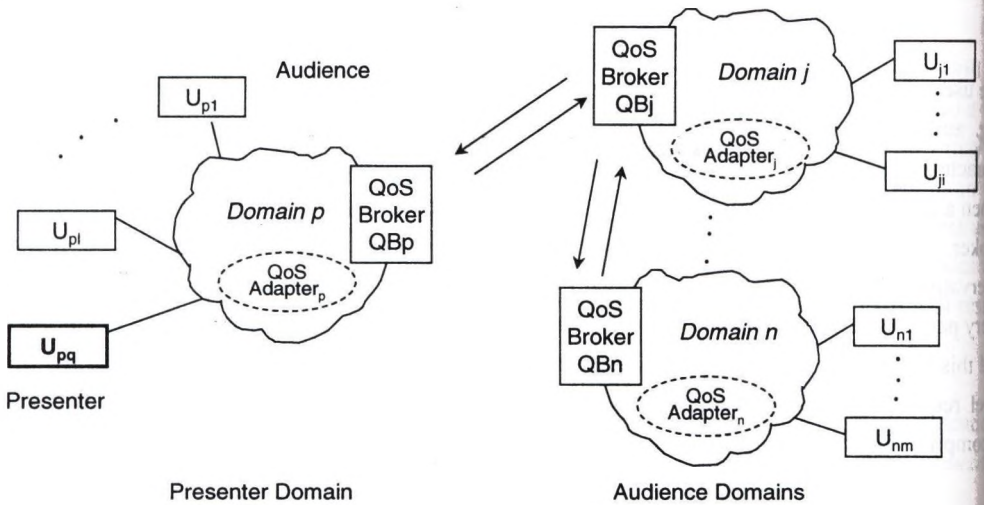 Audience
U_p1
U_pl
U_pq
Presenter
Domain p
QoS
Broker
QBp
QoS
Adapter_p
Presenter Domain
QoS
Broker
QBj
Domain j
QoS
Adapter_j
U_j1
U_ji
QoS
Broker
QBn
Domain n
QoS
Adapter_n
U_n1
U_nm
Audience Domains